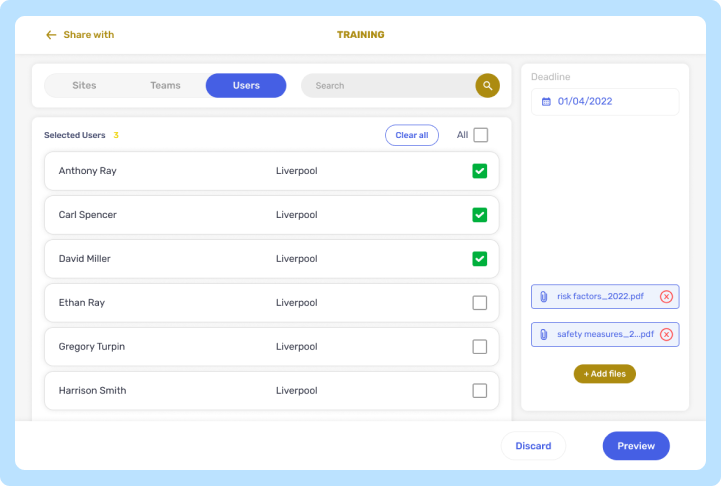 Share with
TRAINING
Sites
Teams
Users
Search
Selected Users 3
Clear all
All
Anthony Ray Liverpool
Carl Spencer Liverpool
David Miller Liverpool
Ethan Ray Liverpool
Gregory Turpin Liverpool
Harrison Smith Liverpool
Deadline
01/04/2022
risk factors_2022.pdf
safety measures_2...pdf
+ Add files
Discard
Preview